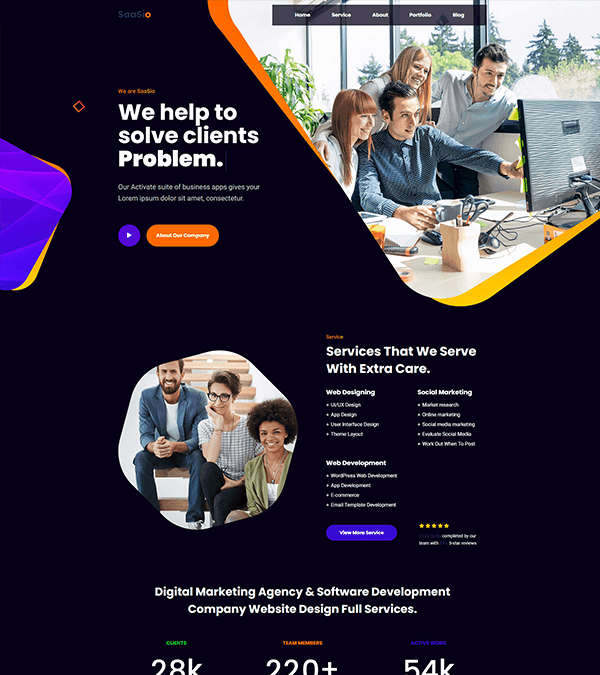 SaaSio
Home Service About Portfolio Blog
We are SaaSio
We help to
solve clients
Problem.
Our Activate suite of business apps gives your
Lorem ipsum dolor sit amet, consectetur.
About Our Company
Service
Services That We Serve
With Extra Care.
Web Designing
+ UI/UX Design
+ App Design
+ User Interface Design
+ Theme Layout
Social Marketing
+ Market research
+ Online marketing
+ Social media marketing
+ Evaluate Social Media
+ Work Out When To Post
Web Development
+ WordPress Web Development
+ App Development
+ E-commerce
+ Email Template Development
View More Service
completed by our
team with 5-star reviews
Digital Marketing Agency & Software Development
Company Website Design Full Services.
CLIENTS
28k
TEAM MEMBERS
220+
ACTIVE WORK
54k